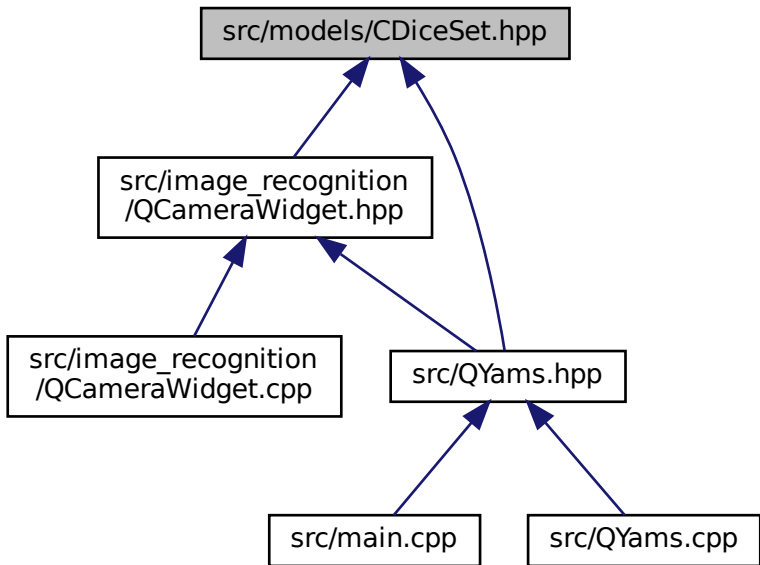 src/models/CDiceSet.hpp
src/image_recognition
/QCameraWidget.hpp
src/image_recognition
/QCameraWidget.cpp
src/QYams.hpp
src/main.cpp
src/QYams.cpp